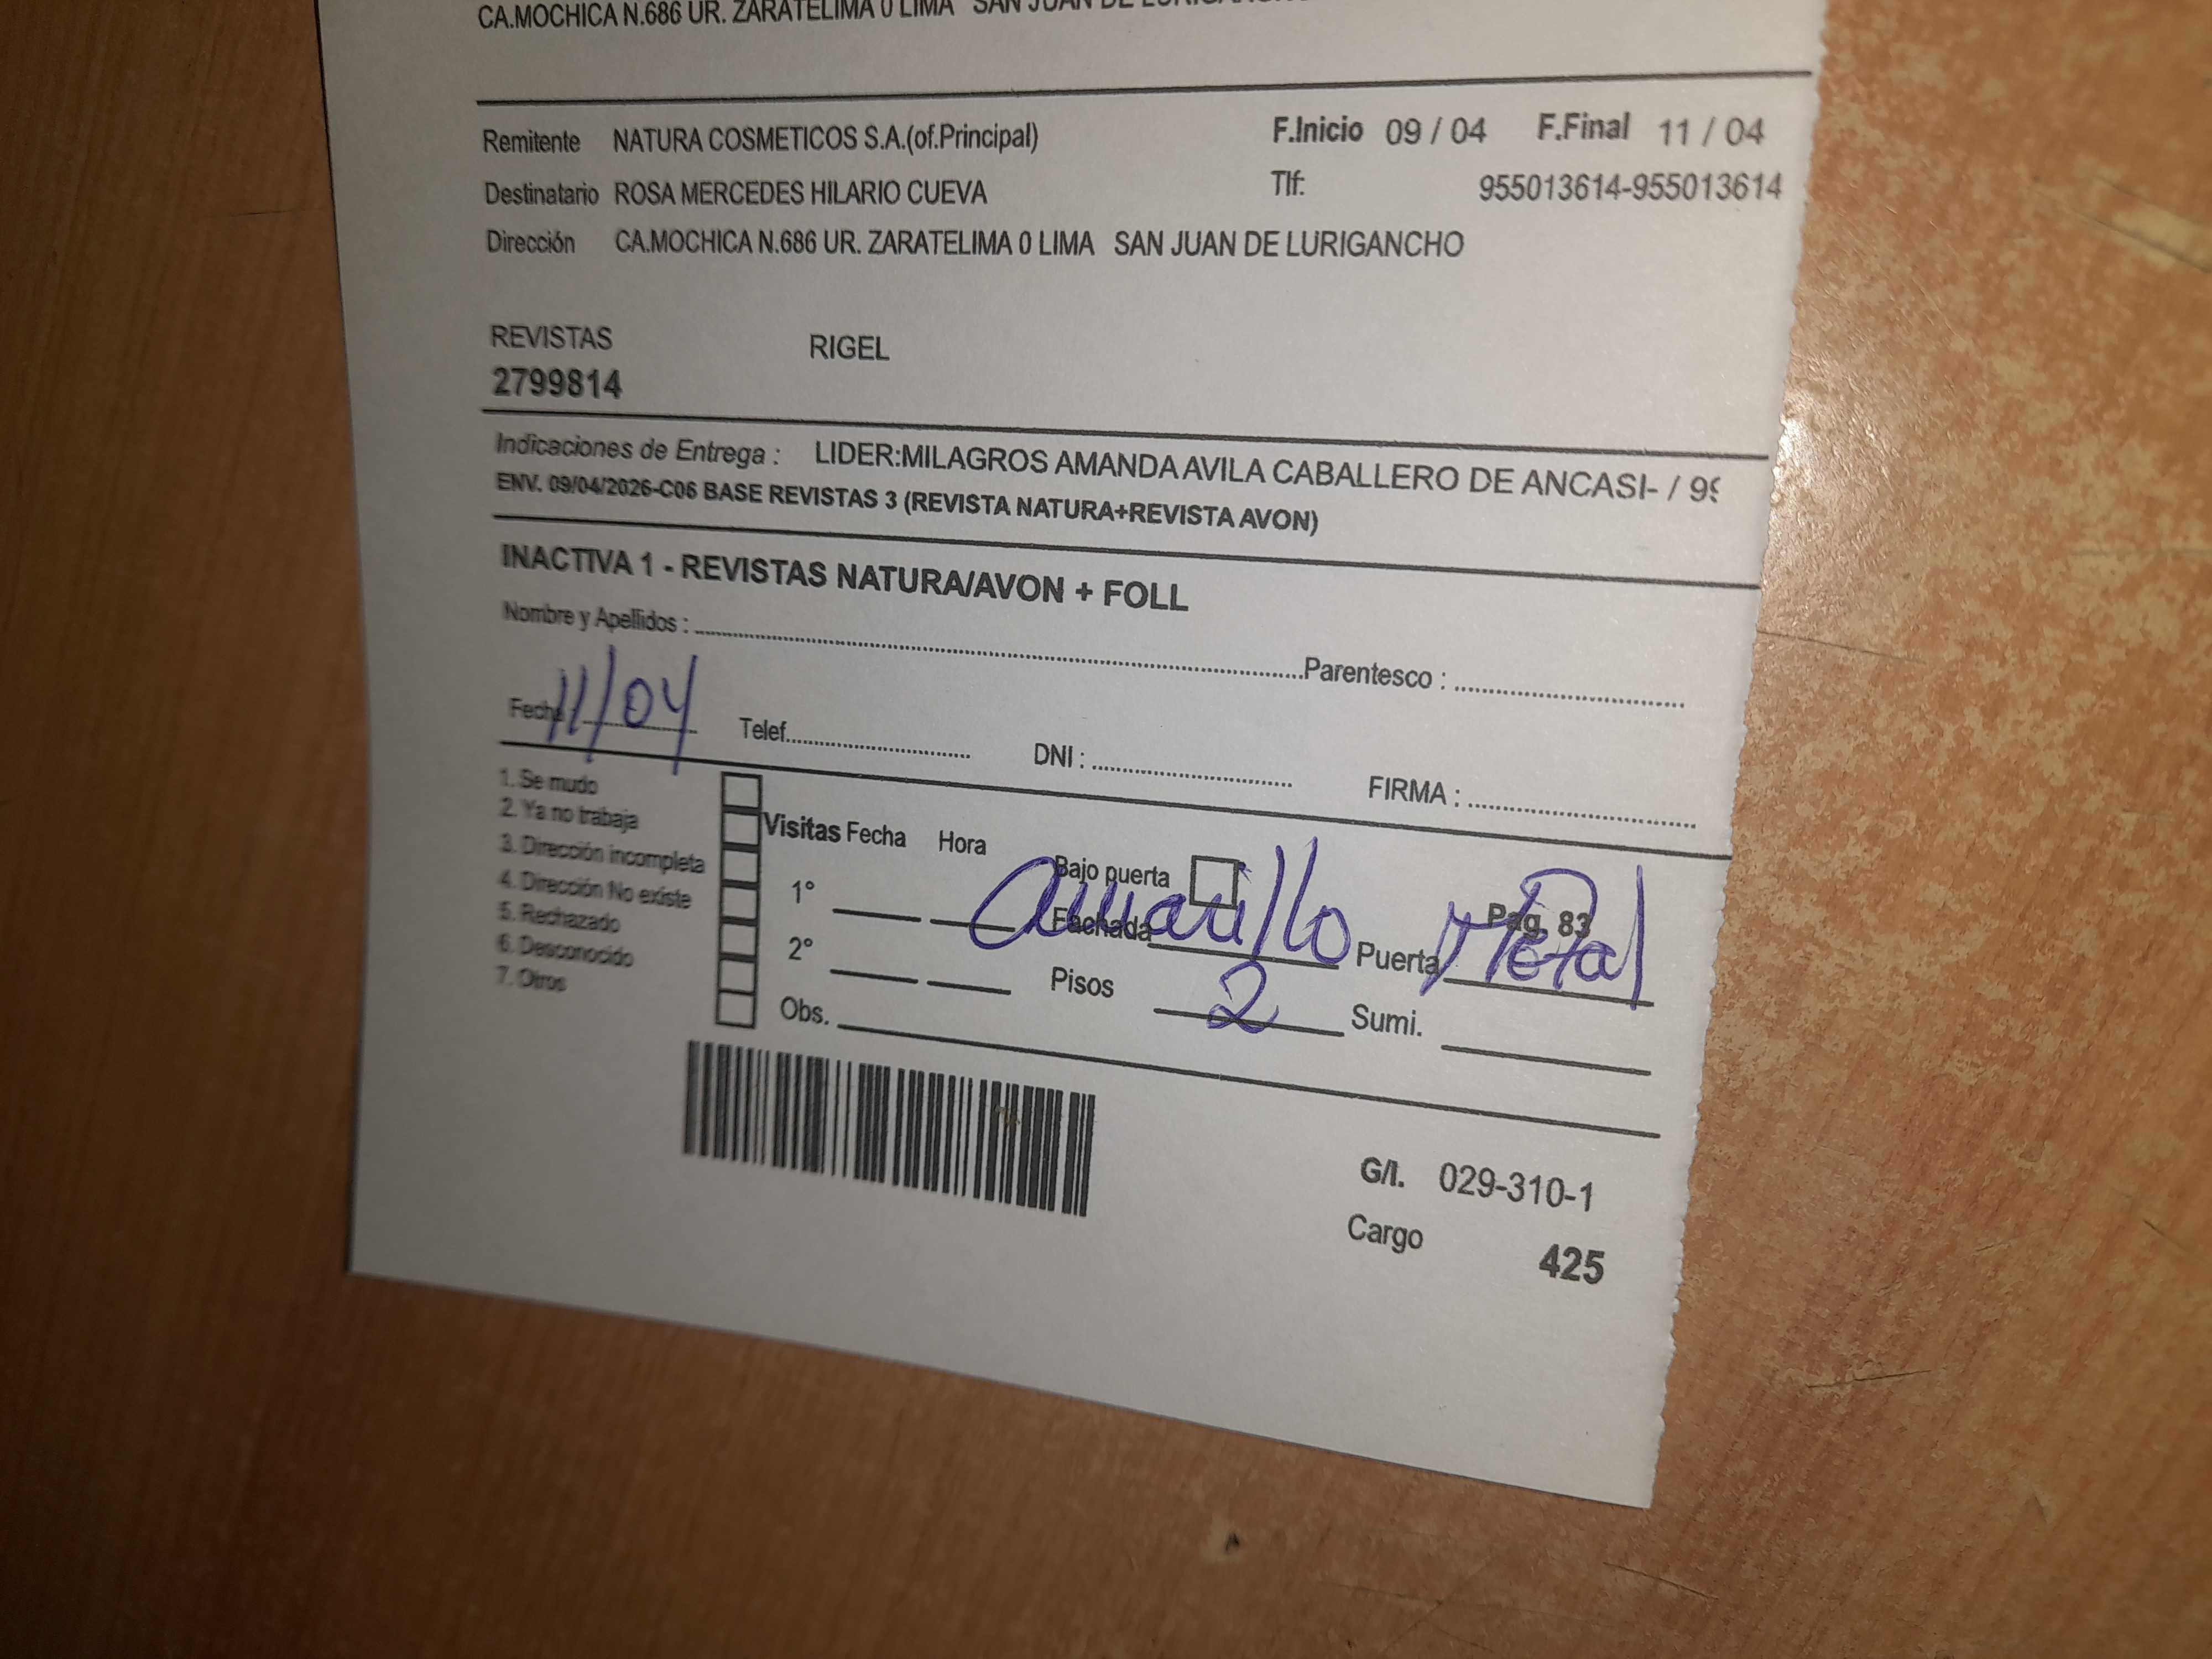 CA.MOCHICA N.686 UR. ZARATELIMA 0 LIMA SAN JUAN DE LURIGANCHO
Remitente NATURA COSMETICOS S.A.(of.Principal) F.Inicio 09 / 04 F.Final 11 / 04
Destinatario ROSA MERCEDES HILARIO CUEVA Tlf: 955013614-955013614
Dirección CA.MOCHICA N.686 UR. ZARATELIMA 0 LIMA SAN JUAN DE LURIGANCHO
REVISTAS RIGEL
2799814
Indicaciones de Entrega : LIDER:MILAGROS AMANDA AVILA CABALLERO DE ANCASI- / 99
ENV. 09/04/2026-C06 BASE REVISTAS 3 (REVISTA NATURA+REVISTA AVON)
INACTIVA 1 - REVISTAS NATURA/AVON + FOLL
Nombre y Apellidos : Parentesco :
Fecha : 11/04 Telef. DNI : FIRMA :
1. Se mudo
2. Ya no trabaja Visitas Fecha Hora Bajo puerta
3. Dirección incompleta 1° Fachada Amarillo Puerta Metal Pag. 83
4. Dirección No existe
5. Rechazado 2° Pisos 2 Sumi.
6. Desconocido
7. Otros Obs.
G/l. 029-310-1
Cargo 425